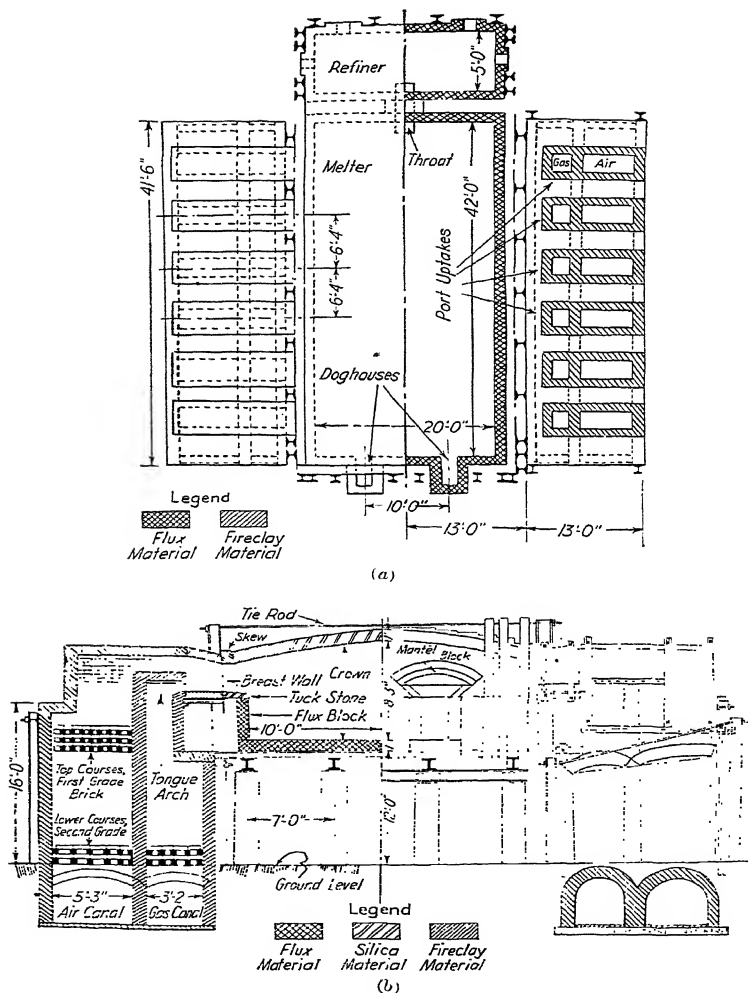 Refiner
5'-0"
Throat
Melter
41'-6"
42'-0"
6'-4"
6'-4"
Gas Air
Port Uptakes
Doghouses
20'-0"
10'-0"
13'-0" 13'-0"
Legend
Flux Material
Fireclay Material
(a)
Tie Rod
Skew
Mantel Block
Breast Wall Crown
Tuck Stone
Flux Block
10'-0"
16'-0"
Top Courses,
First Grade
Brick
Tongue
Arch
Lower Courses,
Second Grade
7'-0"
12'-0"
Ground Level
5'-3" 3'-2
Air Canal Gas Canal
Legend
Flux Material
Silica Material
Fireclay Material
(b)